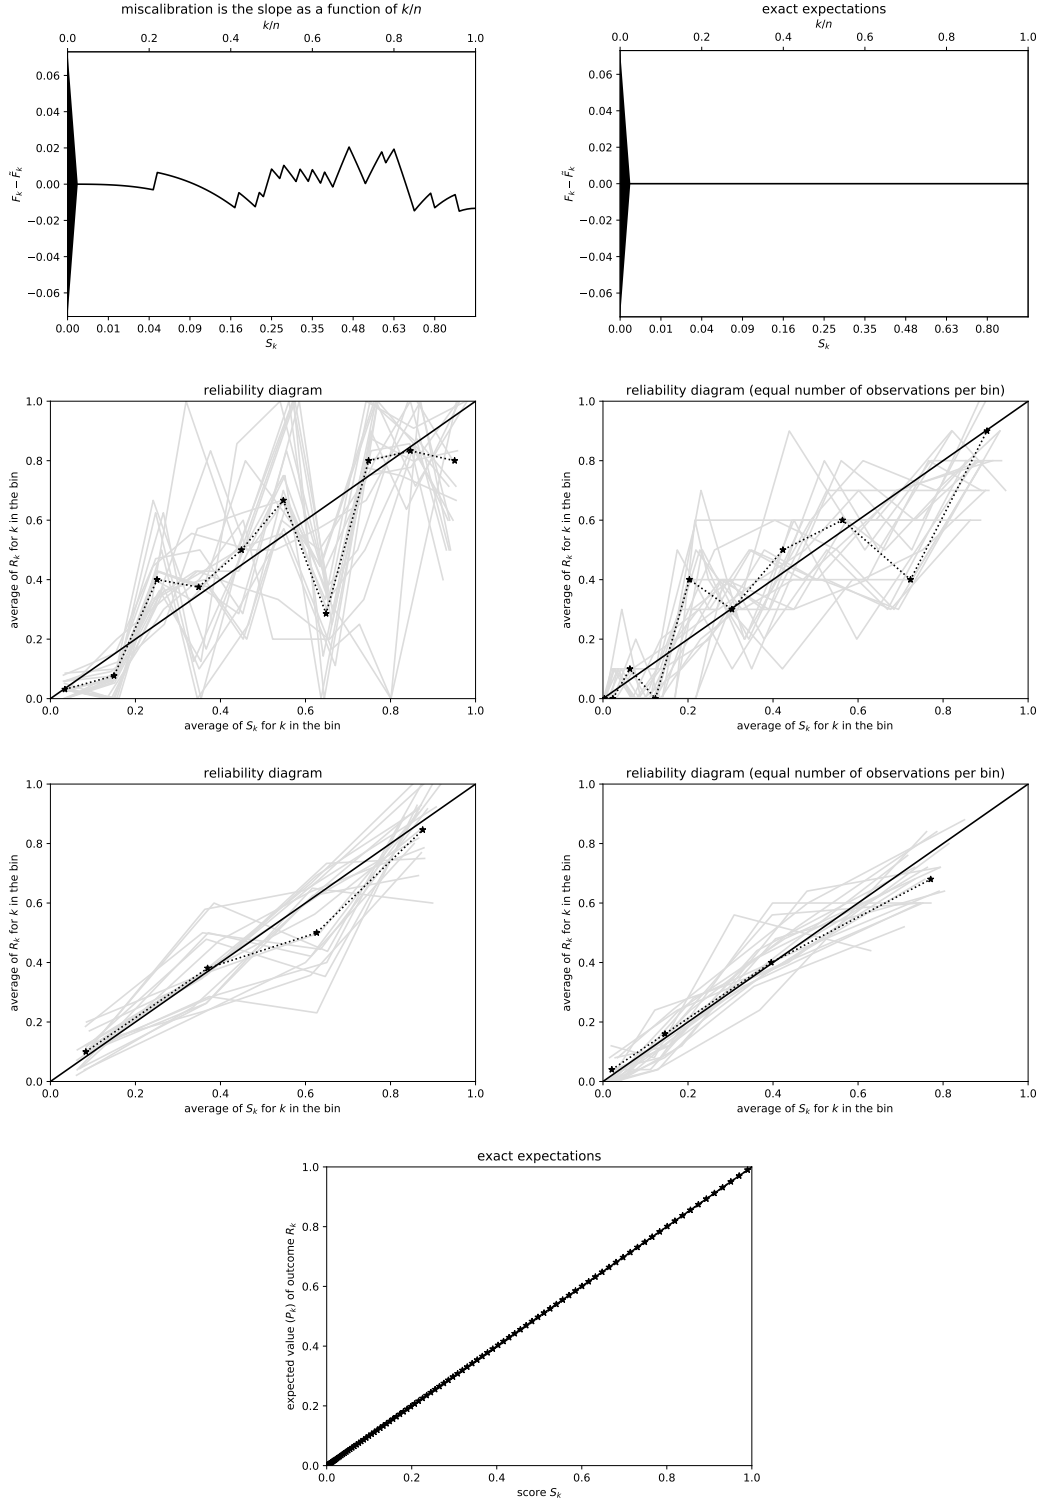 miscalibration is the slope as a function of k/n
k/n
0.0 0.2 0.4 0.6 0.8 1.0
0.06
0.04
0.02
0.00
−0.02
−0.04
−0.06
F_k − F̃_k
0.00 0.01 0.04 0.09 0.16 0.25 0.35 0.48 0.63 0.80
S_k
exact expectations
k/n
0.0 0.2 0.4 0.6 0.8 1.0
0.06
0.04
0.02
0.00
−0.02
−0.04
−0.06
F_k − F̃_k
0.00 0.01 0.04 0.09 0.16 0.25 0.35 0.48 0.63 0.80
S_k
reliability diagram
1.0
0.8
0.6
0.4
0.2
0.0
average of R_k for k in the bin
0.0 0.2 0.4 0.6 0.8 1.0
average of S_k for k in the bin
reliability diagram (equal number of observations per bin)
1.0
0.8
0.6
0.4
0.2
0.0
average of R_k for k in the bin
0.0 0.2 0.4 0.6 0.8 1.0
average of S_k for k in the bin
reliability diagram
1.0
0.8
0.6
0.4
0.2
0.0
average of R_k for k in the bin
0.0 0.2 0.4 0.6 0.8 1.0
average of S_k for k in the bin
reliability diagram (equal number of observations per bin)
1.0
0.8
0.6
0.4
0.2
0.0
average of R_k for k in the bin
0.0 0.2 0.4 0.6 0.8 1.0
average of S_k for k in the bin
exact expectations
1.0
0.8
0.6
0.4
0.2
0.0
expected value (P_k) of outcome R_k
0.0 0.2 0.4 0.6 0.8 1.0
score S_k